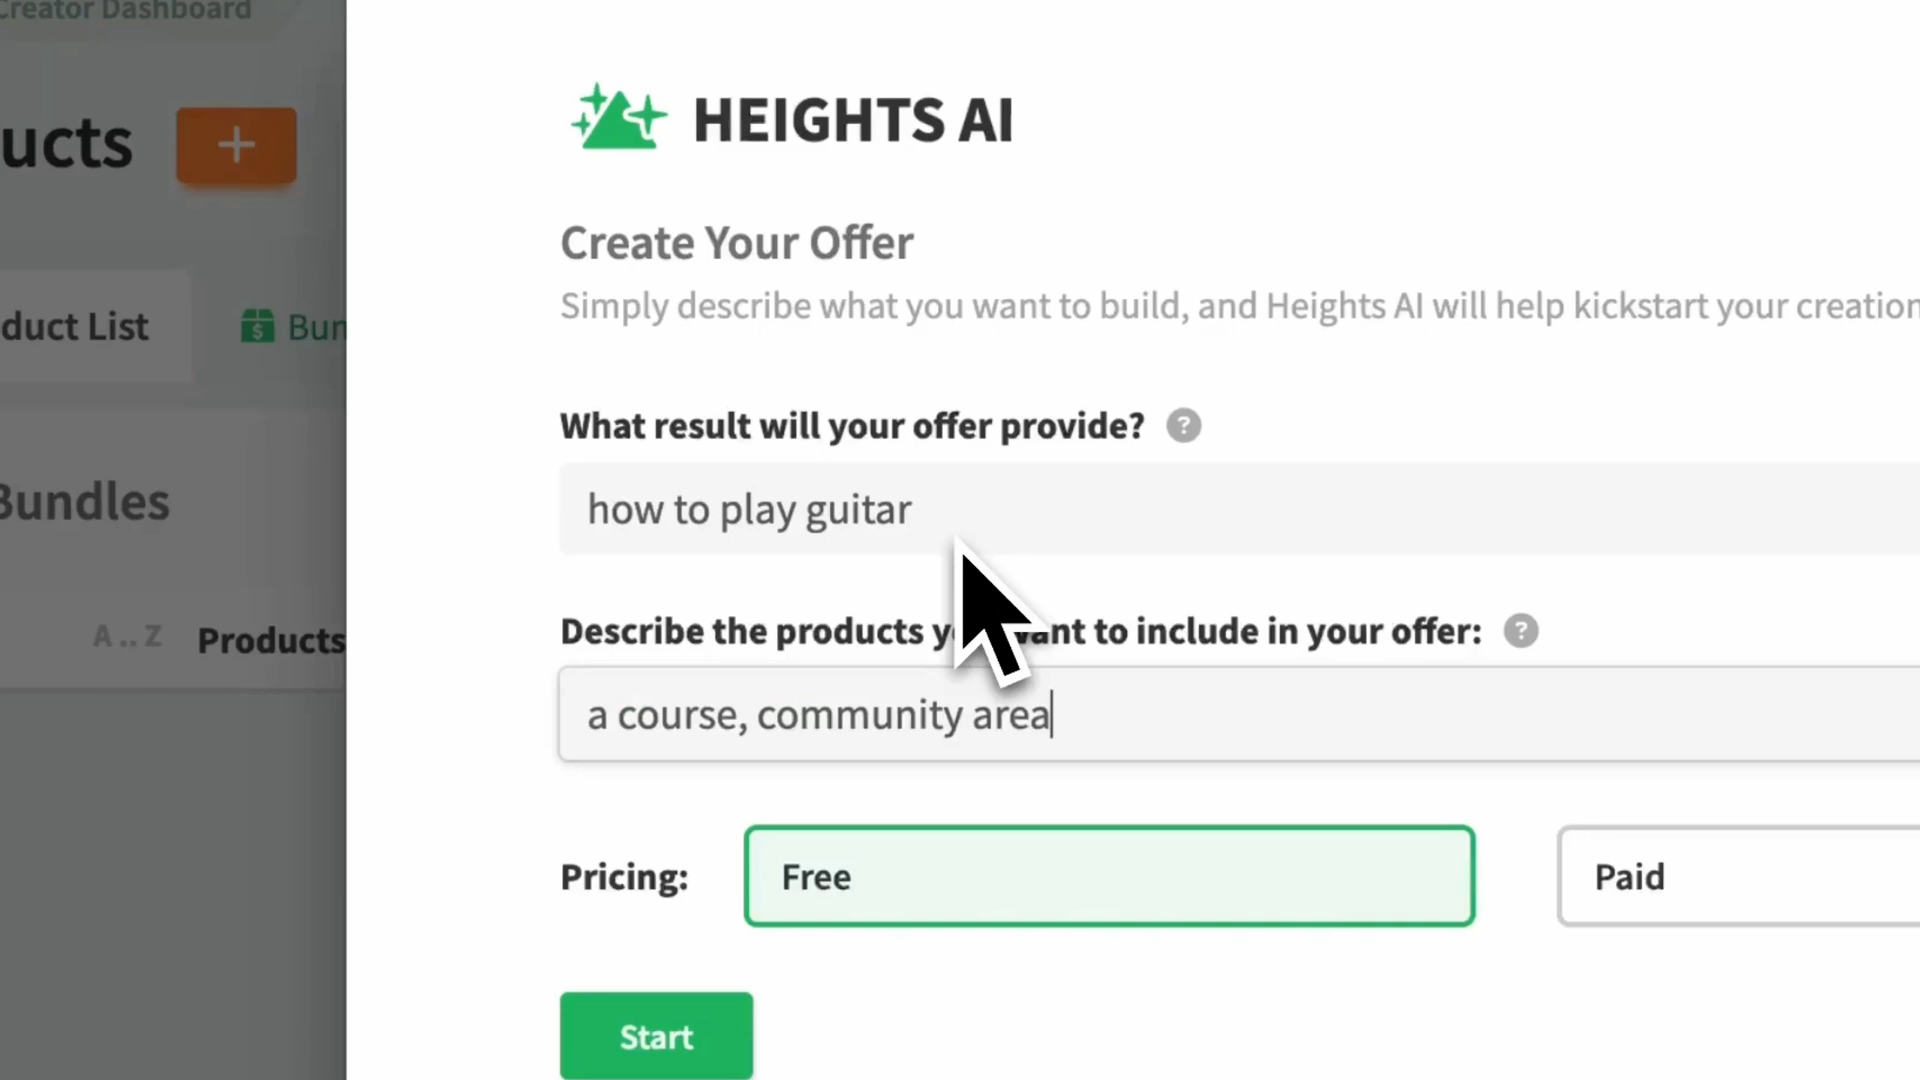 Creator Dashboard
HEIGHTS AI
ucts
+
Create Your Offer
Simply describe what you want to build, and Heights AI will help kickstart your creation
duct List
Bun
What result will your offer provide? ?
how to play guitar
Bundles
Describe the products want to include in your offer: ?
A .. Z Products
a course, community area
Pricing: Free Paid
Start